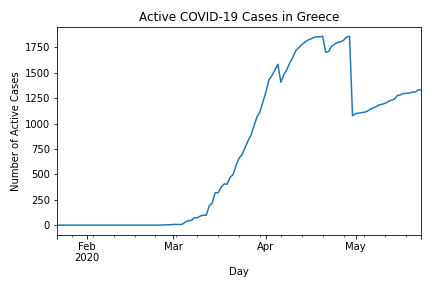 Active COVID-19 Cases in Greece
1750
1500
1250
1000
750
500
250
0
Number of Active Cases
Feb
2020
Mar
Apr
May
Day